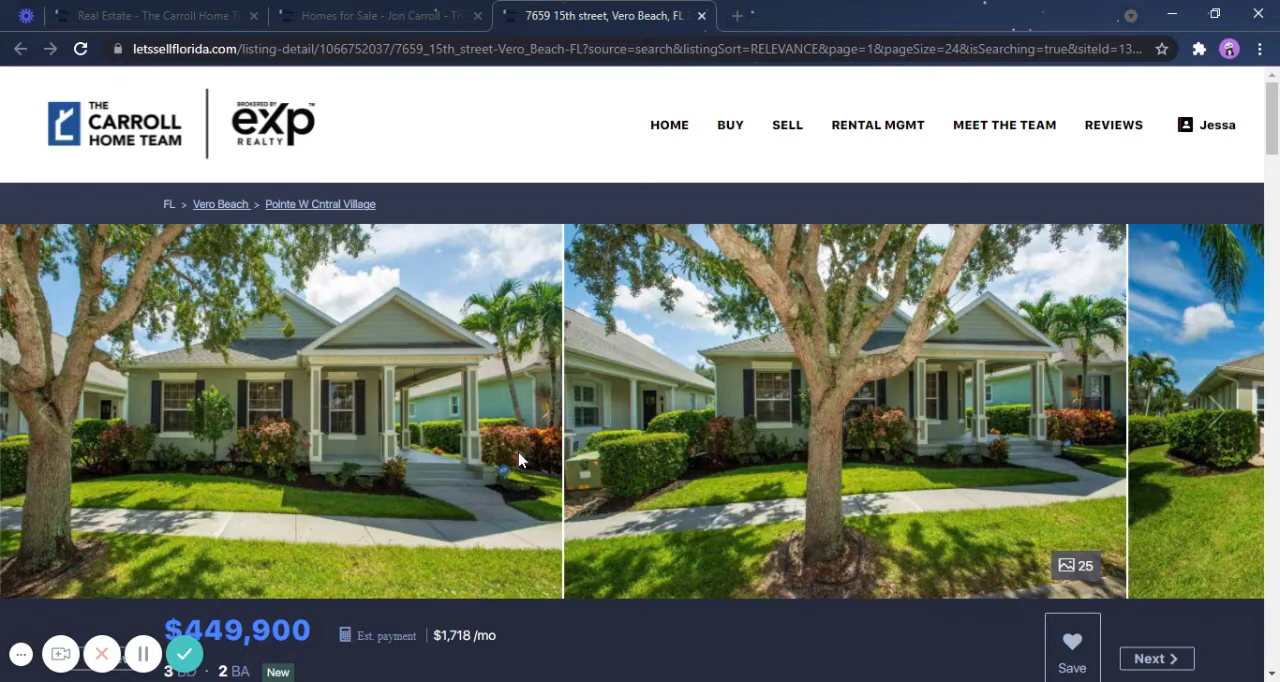 Real Estate - The Carroll Home T
Homes for Sale - Jon Carroll - Th
7659 15th street, Vero Beach, FL
letssellflorida.com/listing-detail/1066752037/7659_15th_street-Vero_Beach-FL?source=search&listingSort=RELEVANCE&page=1&pageSize=24&isSearching=true&siteId=13...
THE
CARROLL
HOME TEAM
BROKERED BY
eXp
REALTY
HOME
BUY
SELL
RENTAL MGMT
MEET THE TEAM
REVIEWS
Jessa
FL > Vero Beach > Pointe W Cntral Village
25
$449,900
Est. payment
$1,718 /mo
3 BD · 2 BA
New
Save
Next